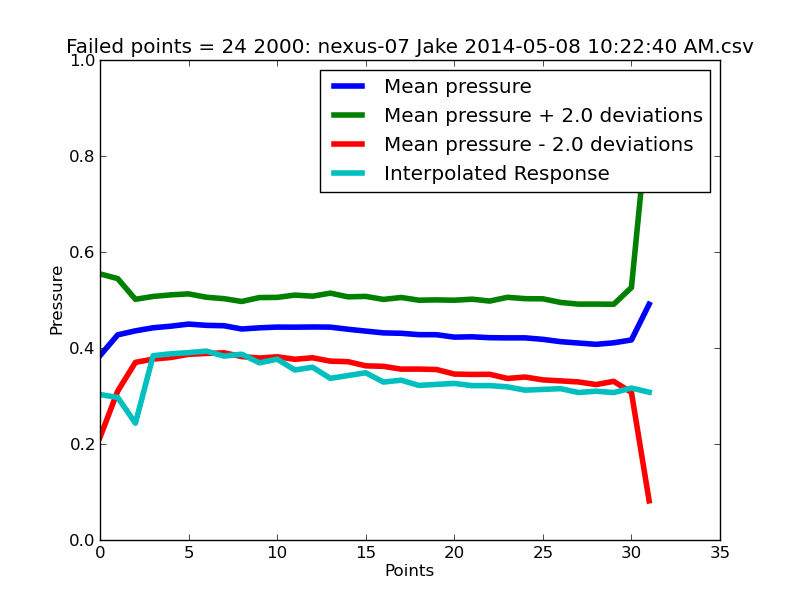 Failed points = 24 2000: nexus-07 Jake 2014-05-08 10:22:40 AM.csv
Mean pressure
Mean pressure + 2.0 deviations
Mean pressure - 2.0 deviations
Interpolated Response
1.0
0.8
0.6
0.4
0.2
0.0
Pressure
0 5 10 15 20 25 30 35
Points